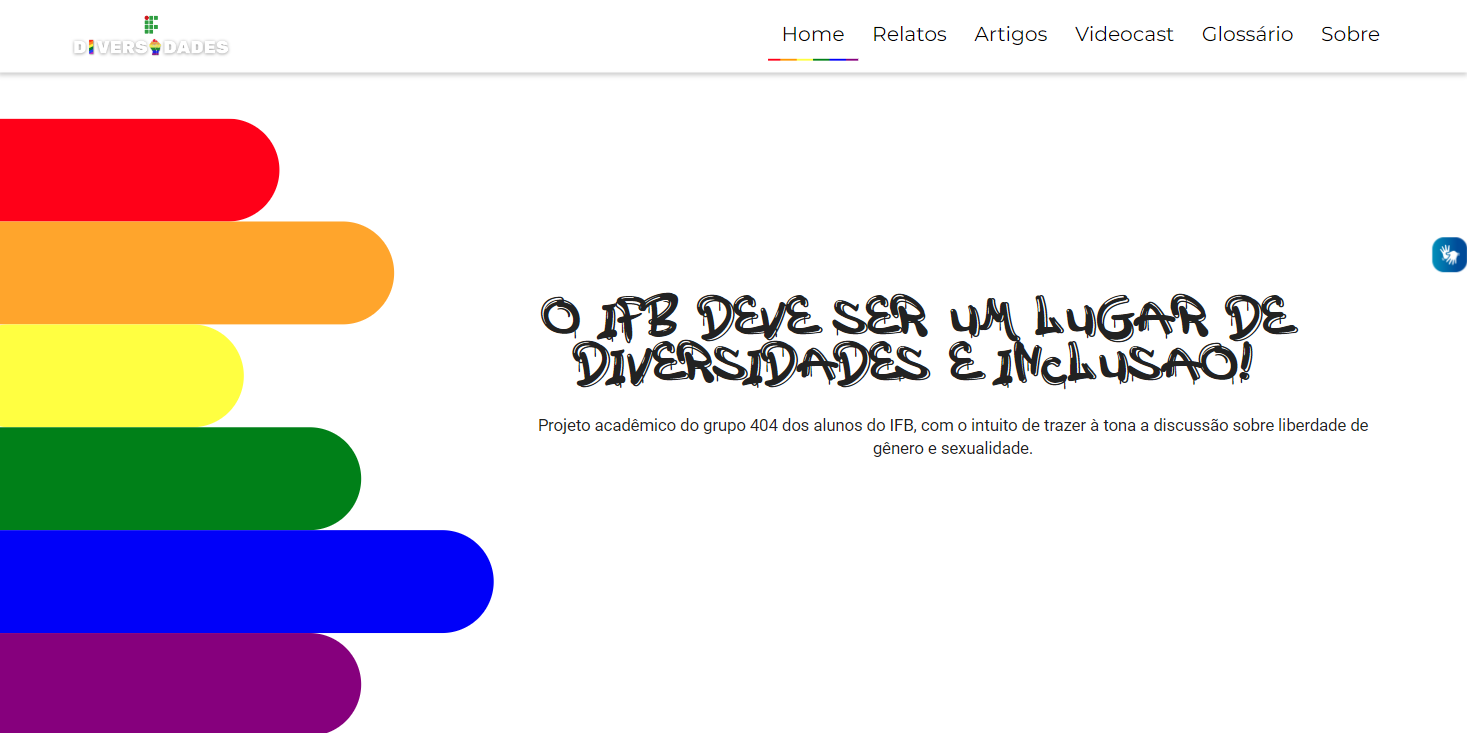 DIVERSIDADES
Home Relatos Artigos Videocast Glossário Sobre
O IFB DEVE SER UM LUGAR DE
DIVERSIDADES E INCLUSAO!
Projeto acadêmico do grupo 404 dos alunos do IFB, com o intuito de trazer à tona a discussão sobre liberdade de
gênero e sexualidade.